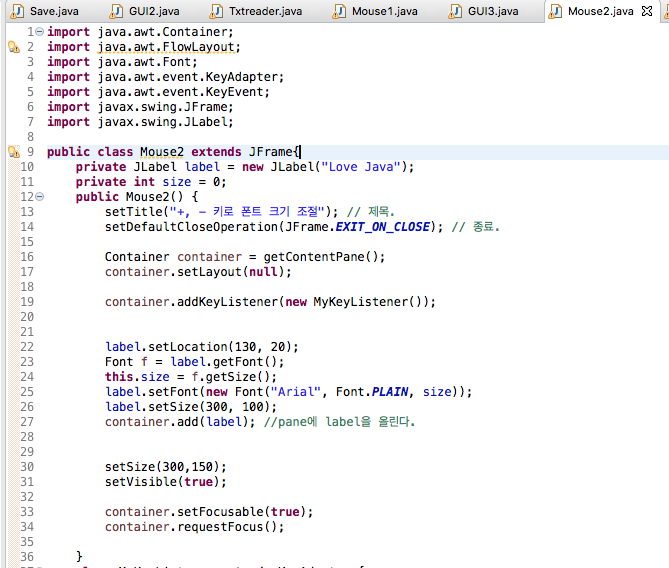 Save.java GUI2.java Txtreader.java Mouse1.java GUI3.java Mouse2.java
1 import java.awt.Container;
2 import java.awt.FlowLayout;
3 import java.awt.Font;
4 import java.awt.event.KeyAdapter;
5 import java.awt.event.KeyEvent;
6 import javax.swing.JFrame;
7 import javax.swing.JLabel;
8
9 public class Mouse2 extends JFrame{
10 private JLabel label = new JLabel("Love Java");
11 private int size = 0;
12 public Mouse2() {
13 setTitle("+, - 키로 폰트 크기 조절"); // 제목.
14 setDefaultCloseOperation(JFrame.EXIT_ON_CLOSE); // 종료.
15
16 Container container = getContentPane();
17 container.setLayout(null);
18
19 container.addKeyListener(new MyKeyListener());
20
21
22 label.setLocation(130, 20);
23 Font f = label.getFont();
24 this.size = f.getSize();
25 label.setFont(new Font("Arial", Font.PLAIN, size));
26 label.setSize(300, 100);
27 container.add(label); //pane에 label을 올린다.
28
29
30 setSize(300,150);
31 setVisible(true);
32
33 container.setFocusable(true);
34 container.requestFocus();
35
36 }